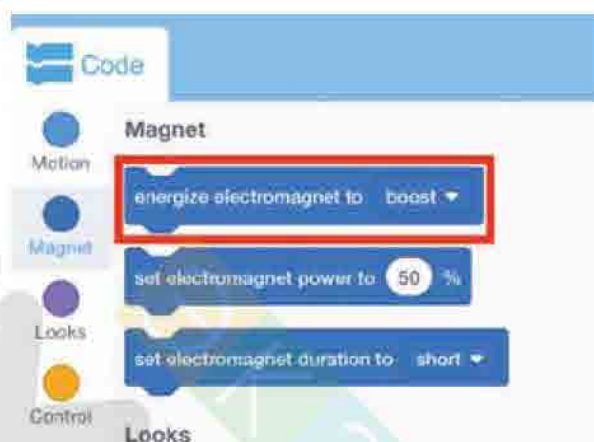 Code
Magnet
Motion
energize electromagnet to boost
Magnet
set electromagnet power to 50 %
Looks
set electromagnet duration to short
Control
Looks